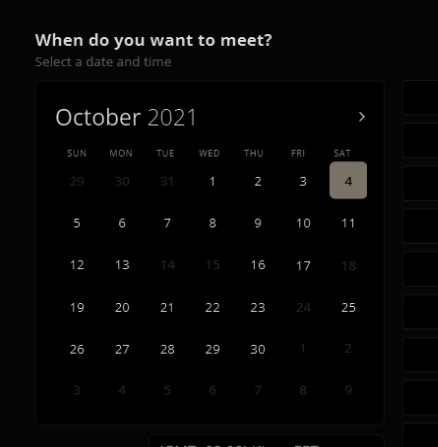 When do you want to meet?
Select a date and time
October 2021
SUN MON TUE WED THU FRI SAT
29 30 31 1 2 3 4
5 6 7 8 9 10 11
12 13 14 15 16 17 18
19 20 21 22 23 24 25
26 27 28 29 30 1 2
3 4 5 6 7 8 9